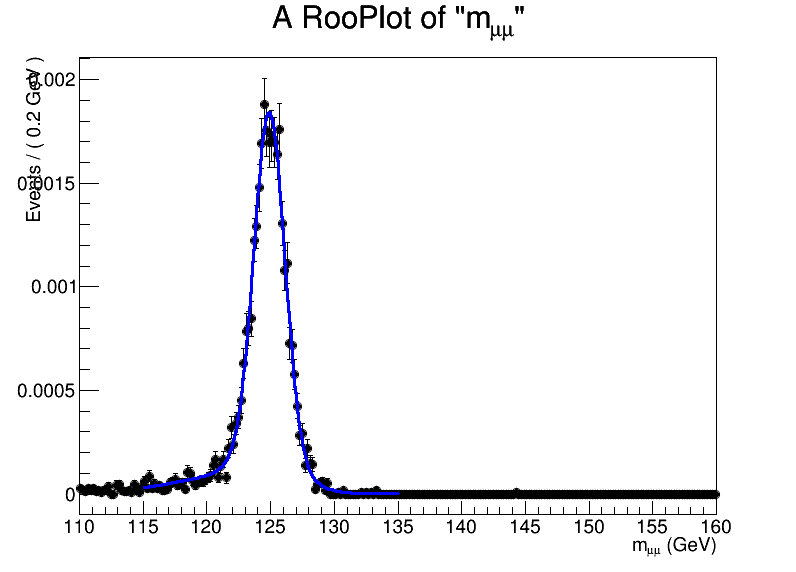 A RooPlot of "mμμ"
Events / ( 0.2 GeV )
0.002
0.0015
0.001
0.0005
0
110 115 120 125 130 135 140 145 150 155 160
mμμ (GeV)